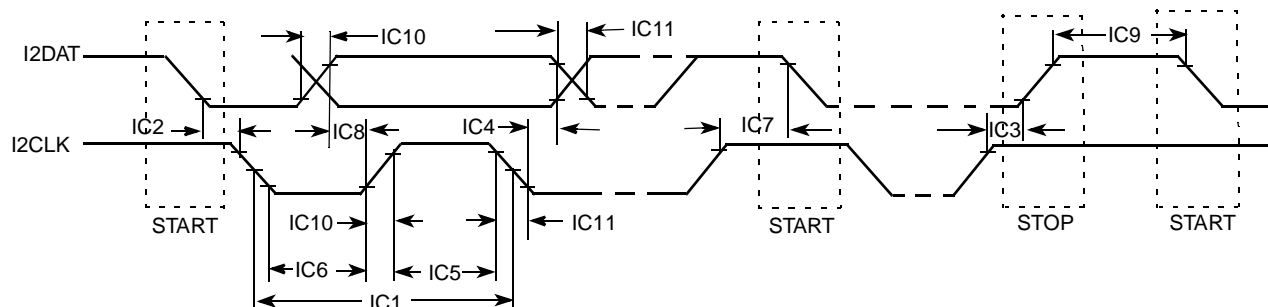 IC10
IC11
IC9
I2DAT
IC2
IC8
IC4
IC7
IC3
I2CLK
START
IC10
IC11
START
STOP
START
IC6
IC5
IC1